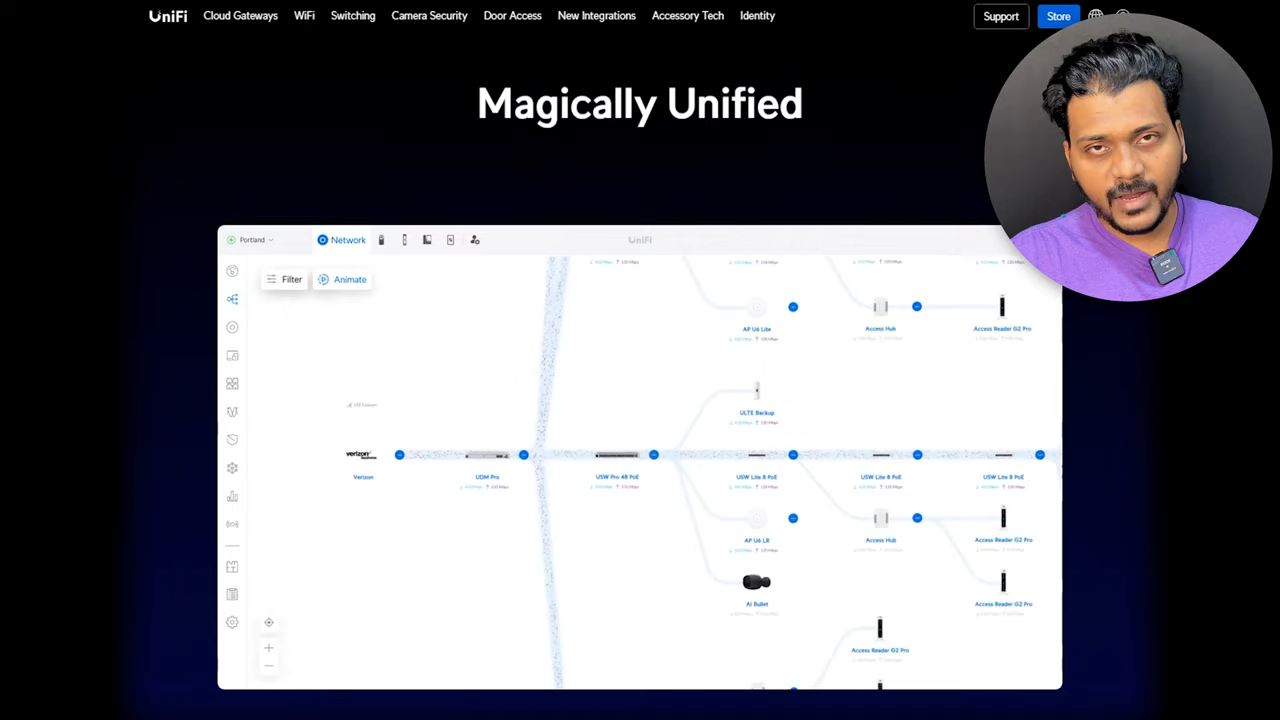 UniFi Cloud Gateways WiFi Switching Camera Security Door Access New Integrations Accessory Tech Identity Support Store
Magically Unified
Portland Network UniFi
Filter Animate
AP U6 Lite Access Hub Access Reader G2 Pro
ULTE Backup
verizon
business
Verizon UDM Pro USW Pro 48 PoE USW Lite 8 PoE USW Lite 8 PoE USW Lite 8 PoE
AP U6 LR Access Hub Access Reader G2 Pro
AI Bullet Access Reader G2 Pro
Access Reader G2 Pro